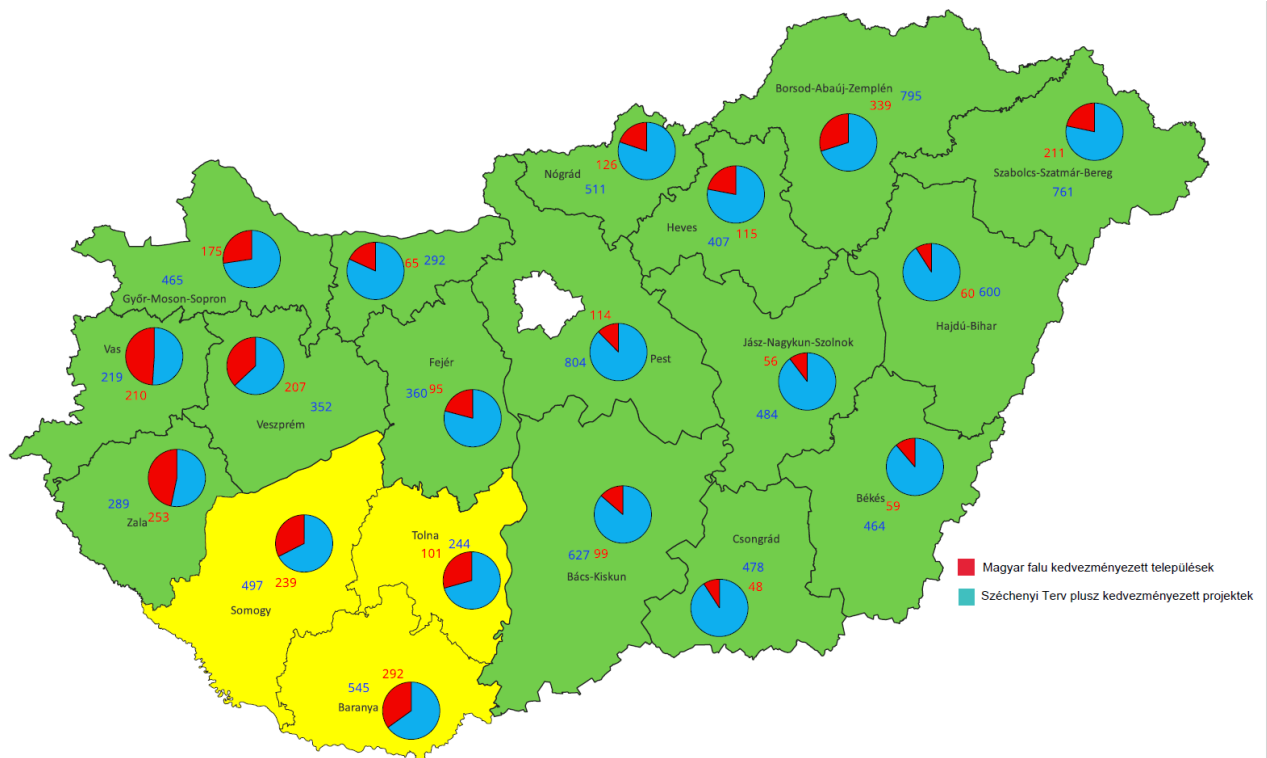 Borsod-Abaúj-Zemplén 795
339
211
Szabolcs-Szatmár-Bereg
761
126
Nógrád
511
Heves
407 115
175
465
Győr-Moson-Sopron
65 292
60 600
Hajdú-Bihar
114
804
Pest
Jász-Nagykun-Szolnok
56
484
Vas
219
210
207
352
Veszprém
Fejér
360 95
289
Zala 253
Békés 59
464
497 239
Somogy
Tolna
244
101
627 99
Bács-Kiskun
Csongrád
478
48
292
545
Baranya
Magyar falu kedvezményezett települések
Széchenyi Terv plusz kedvezményezett projektek